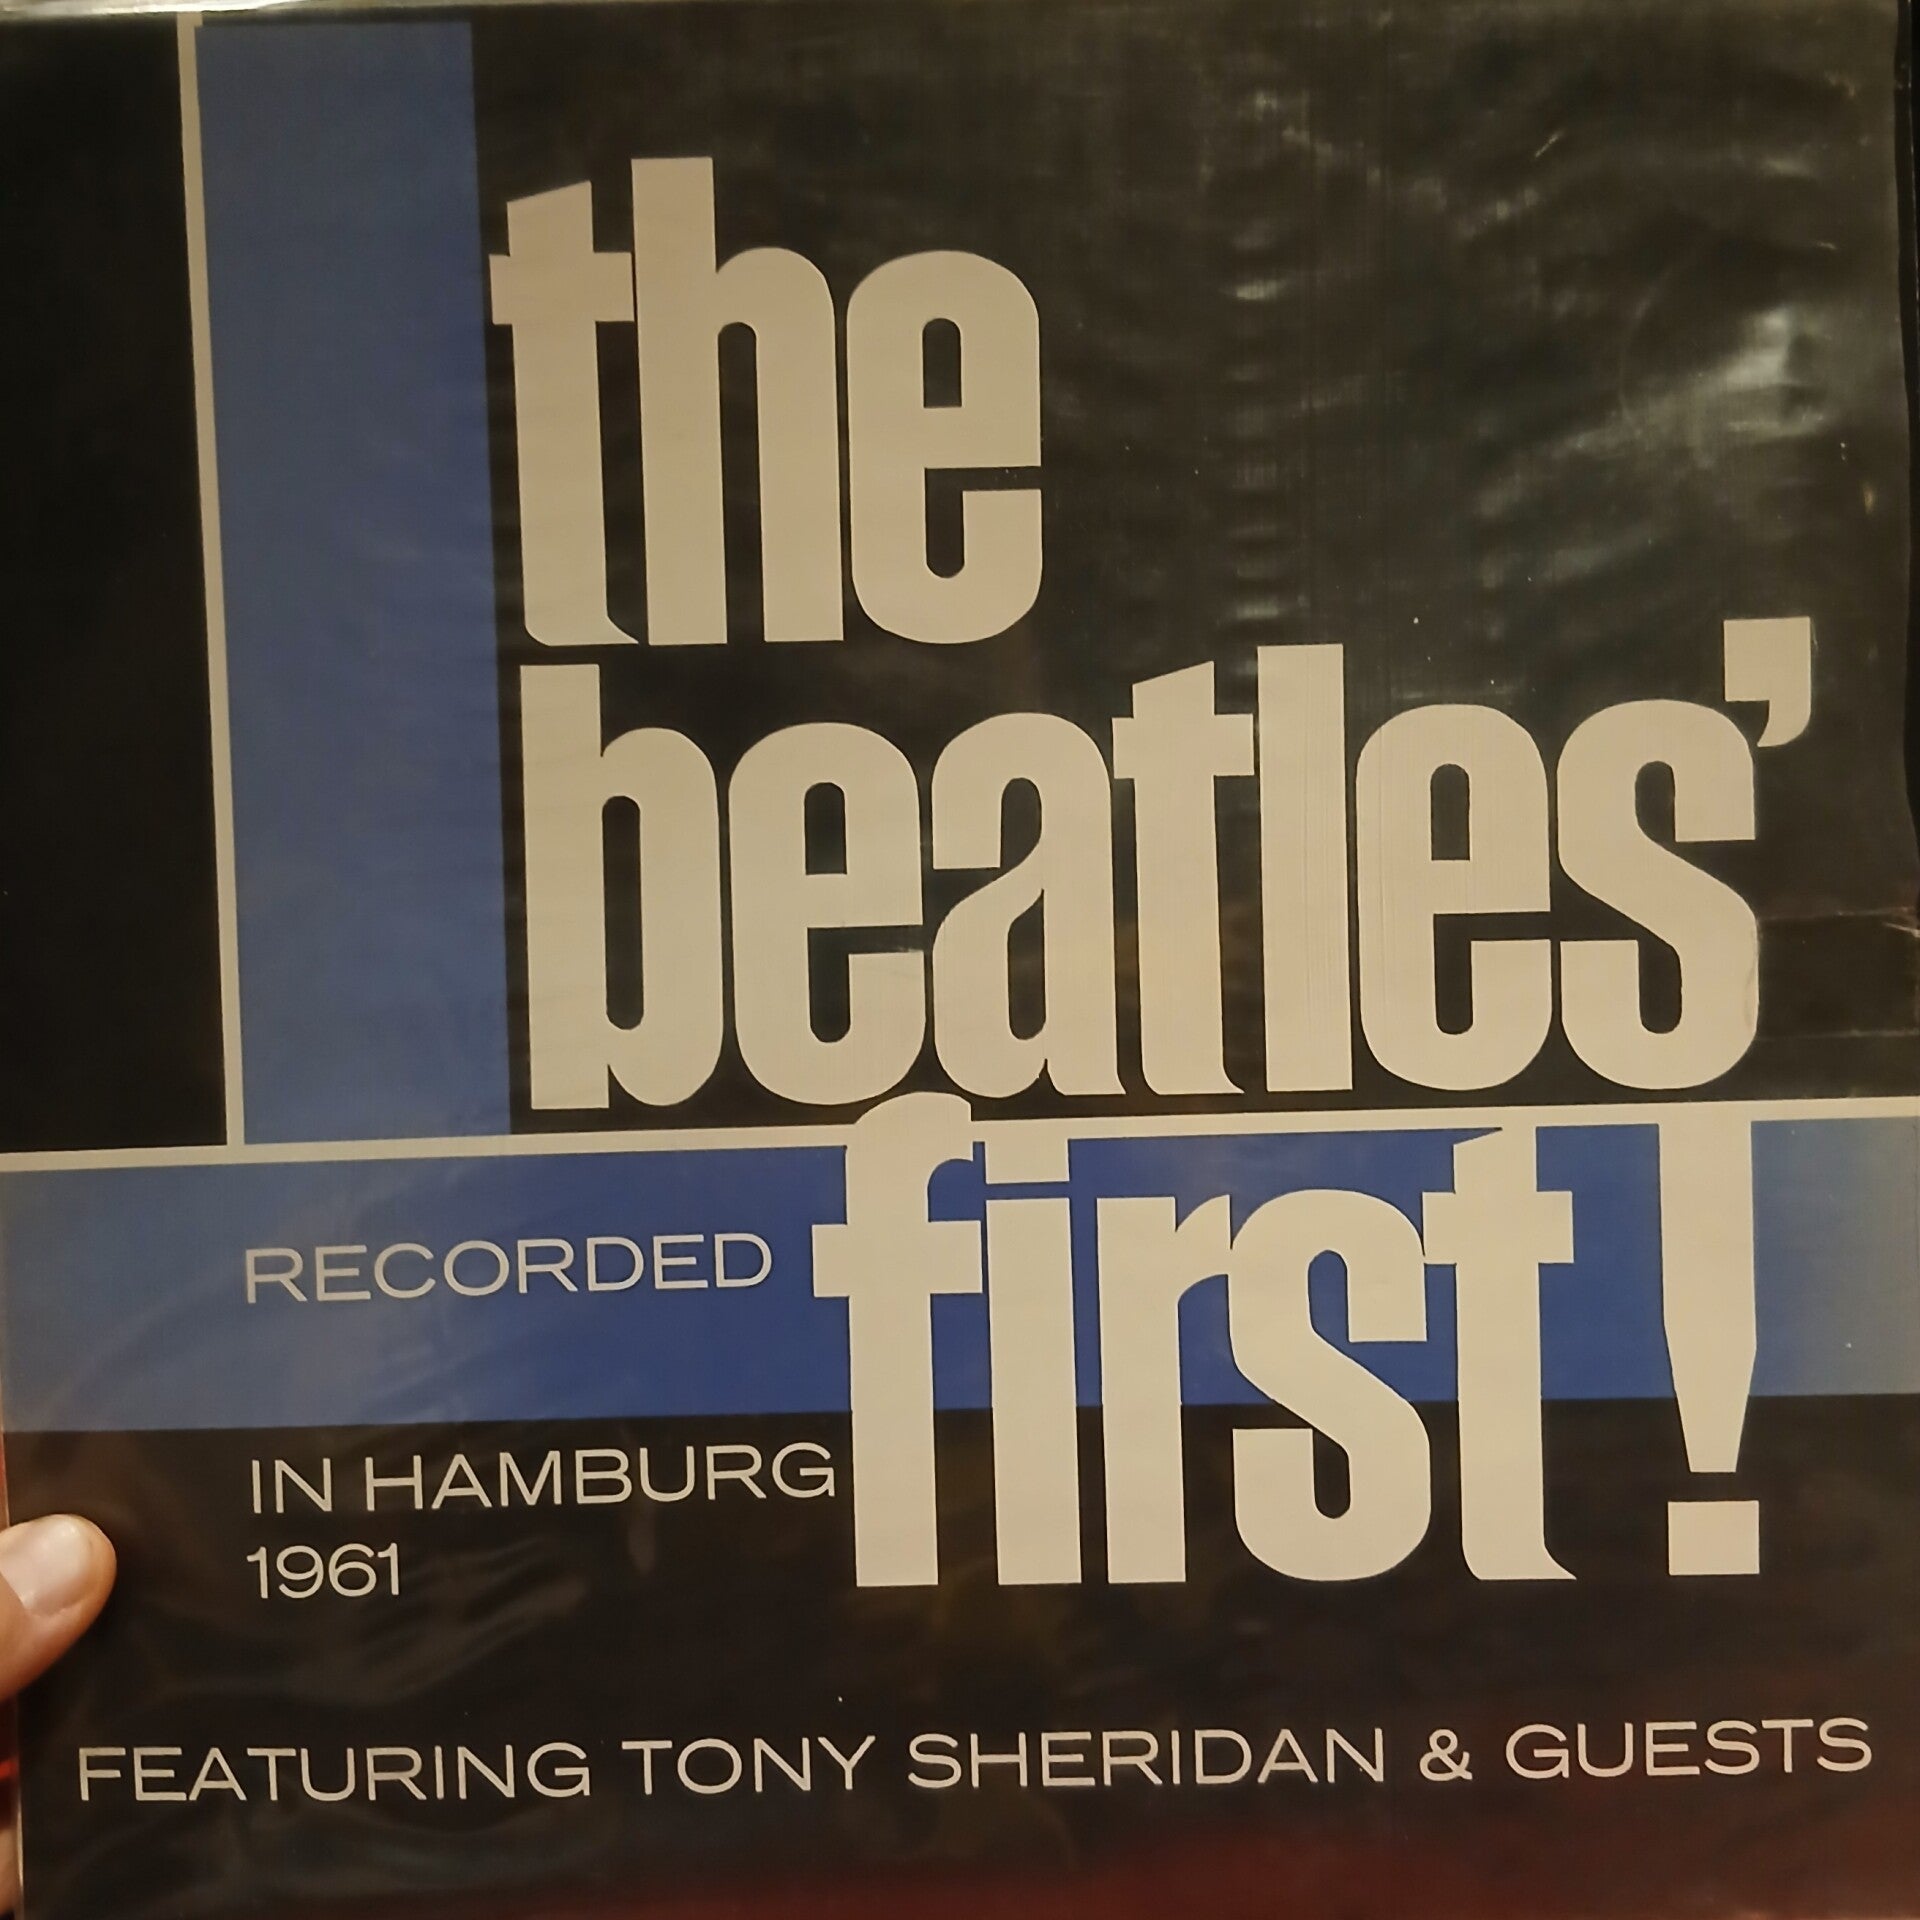 the
beatles'
first!
RECORDED
IN HAMBURG
1961
FEATURING TONY SHERIDAN & GUESTS